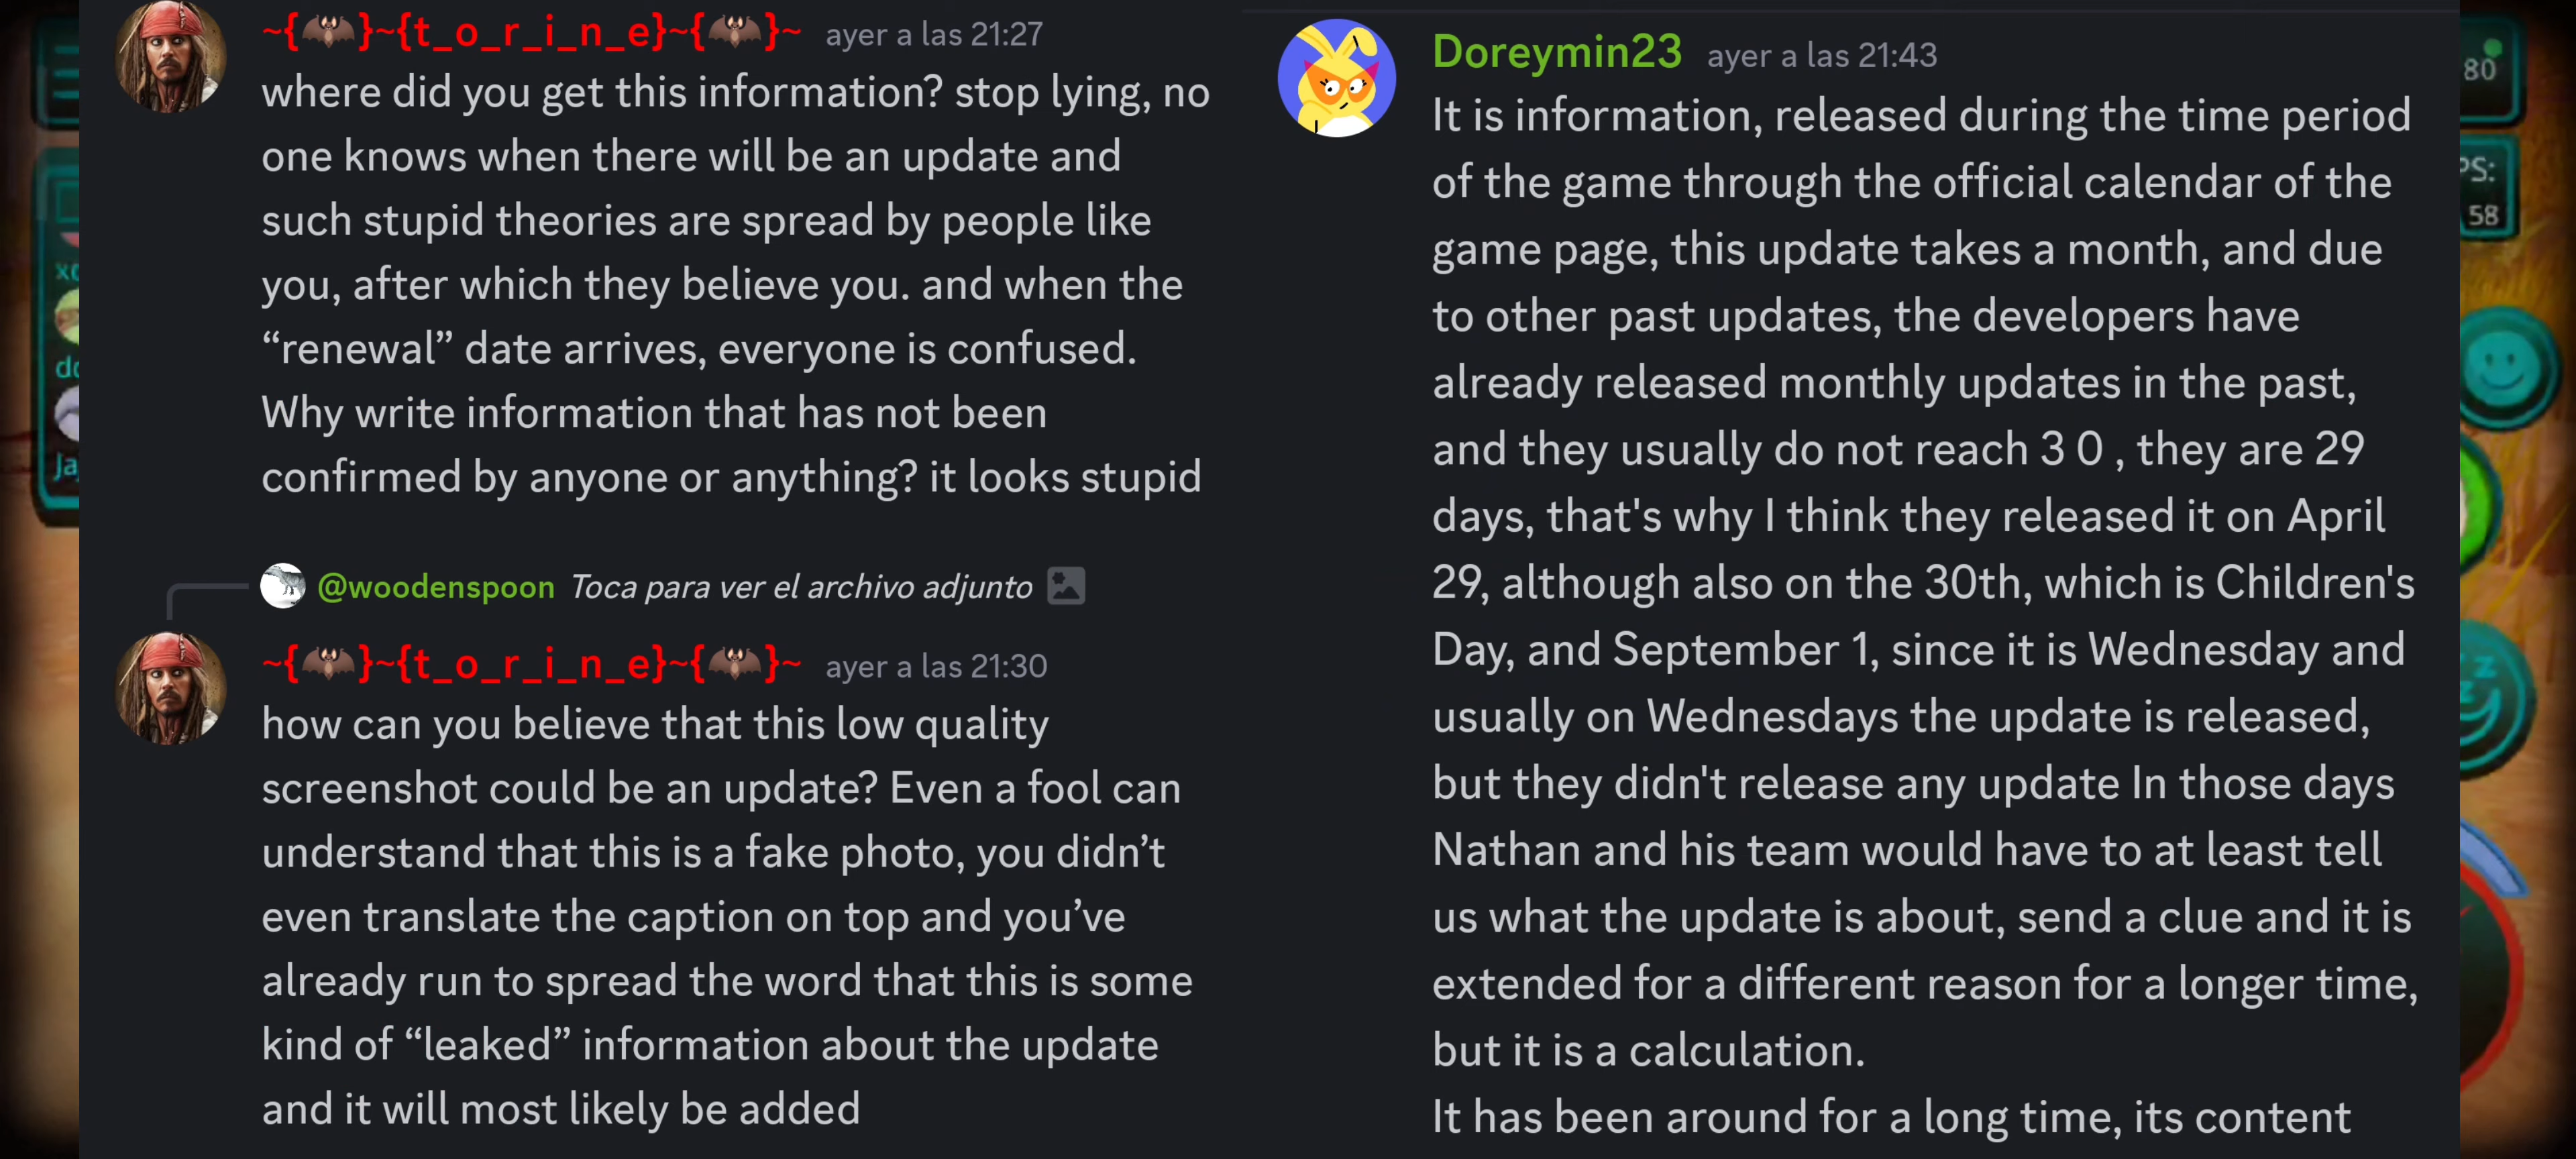 ~{🦇}~{t_o_r_i_n_e}~{🦇}~ ayer a las 21:27
where did you get this information? stop lying, no
one knows when there will be an update and
such stupid theories are spread by people like
you, after which they believe you. and when the
“renewal” date arrives, everyone is confused.
Why write information that has not been
confirmed by anyone or anything? it looks stupid
@woodenspoon Toca para ver el archivo adjunto
~{🦇}~{t_o_r_i_n_e}~{🦇}~ ayer a las 21:30
how can you believe that this low quality
screenshot could be an update? Even a fool can
understand that this is a fake photo, you didn’t
even translate the caption on top and you’ve
already run to spread the word that this is some
kind of “leaked” information about the update
and it will most likely be added
Doreymin23 ayer a las 21:43
It is information, released during the time period
of the game through the official calendar of the
game page, this update takes a month, and due
to other past updates, the developers have
already released monthly updates in the past,
and they usually do not reach 3 0 , they are 29
days, that's why I think they released it on April
29, although also on the 30th, which is Children's
Day, and September 1, since it is Wednesday and
usually on Wednesdays the update is released,
but they didn't release any update In those days
Nathan and his team would have to at least tell
us what the update is about, send a clue and it is
extended for a different reason for a longer time,
but it is a calculation.
It has been around for a long time, its content
80
58